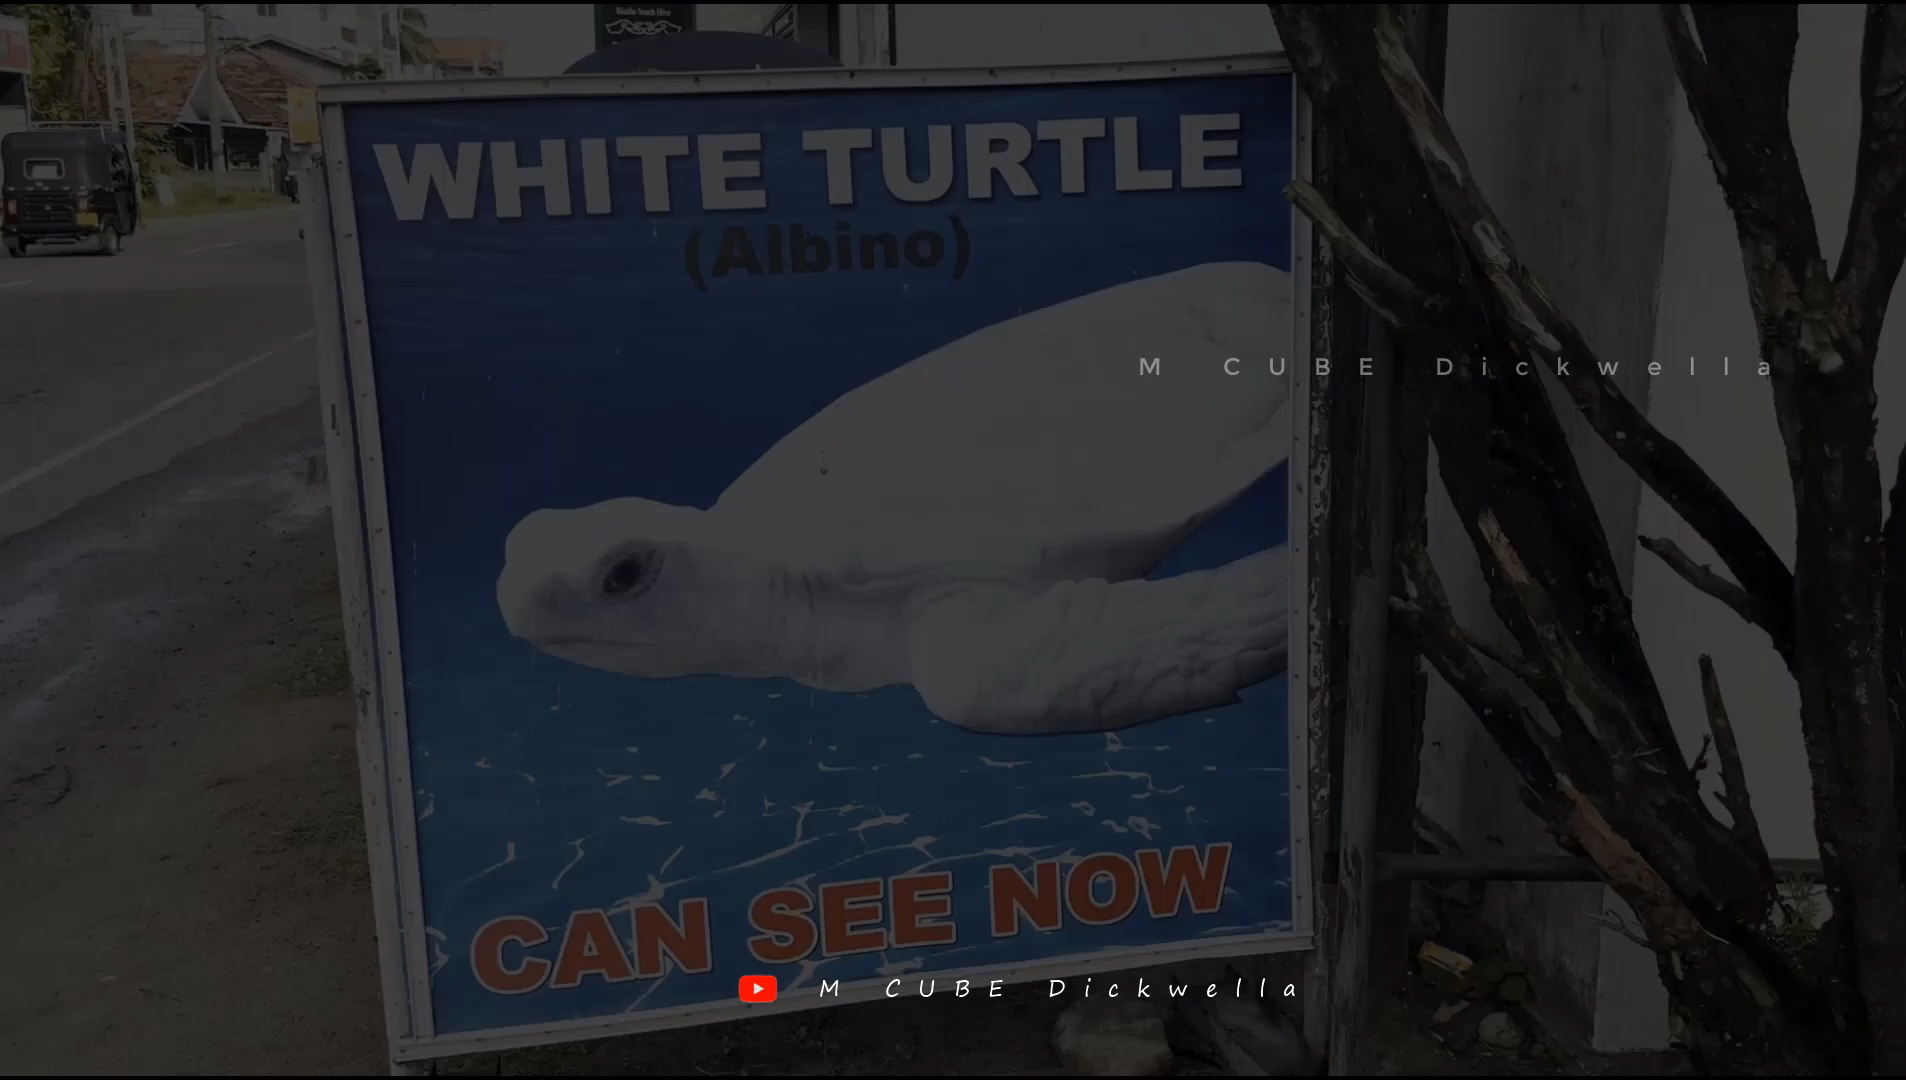 WHITE TURTLE
(Albino)
M CUBE Dickwella
CAN SEE NOW
M CUBE Dickwella